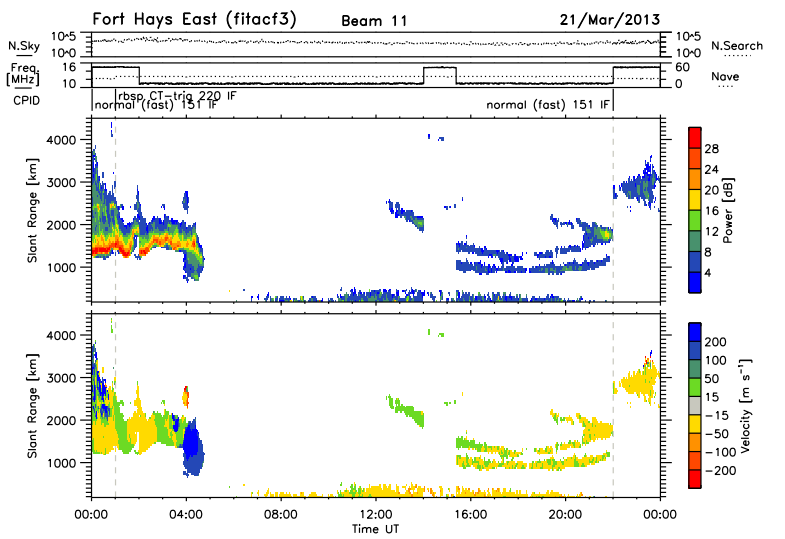 Fort Hays East (fitacf3) Beam 11 21/Mar/2013
N.Sky 10^5 10^0 10^5 10^0 N.Search
Freq. [MHz] 16 10 60 0 Nave
CPID rbsp CT-trig 220 IF
normal (fast) 151 IF normal (fast) 151 IF
Slant Range [km]
4000
3000
2000
1000
28
24
20
16
12
8
4
Power [dB]
Slant Range [km]
4000
3000
2000
1000
200
100
50
15
-15
-50
-100
-200
Velocity [m s⁻¹]
00:00 04:00 08:00 12:00 16:00 20:00 00:00
Time UT